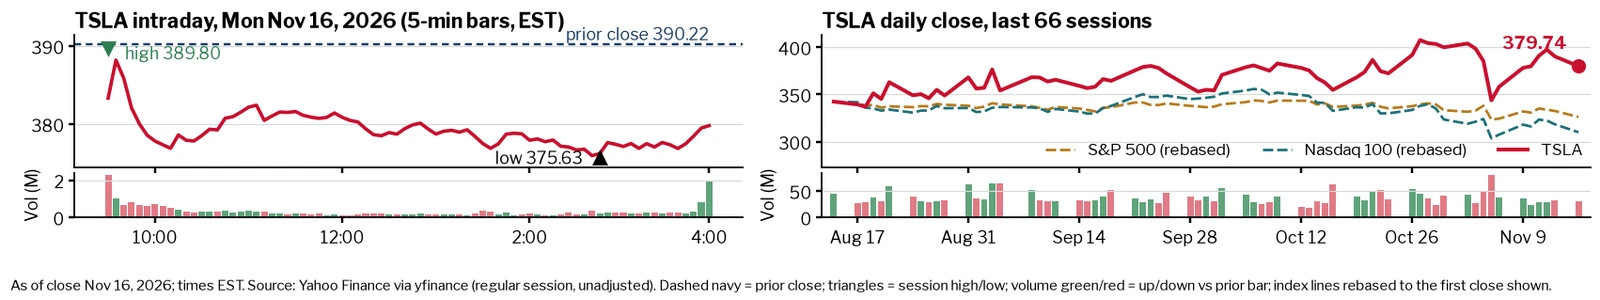 TSLA intraday, Mon Nov 16, 2026 (5-min bars, EST)
prior close 390.22
high 389.80
low 375.63
390
380
Vol (M)
2
0
10:00
12:00
2:00
4:00
TSLA daily close, last 66 sessions
379.74
400
350
300
S&P 500 (rebased)
Nasdaq 100 (rebased)
TSLA
Vol (M)
50
0
Aug 17
Aug 31
Sep 14
Sep 28
Oct 12
Oct 26
Nov 9
As of close Nov 16, 2026; times EST. Source: Yahoo Finance via yfinance (regular session, unadjusted). Dashed navy = prior close; triangles = session high/low; volume green/red = up/down vs prior bar; index lines rebased to the first close shown.